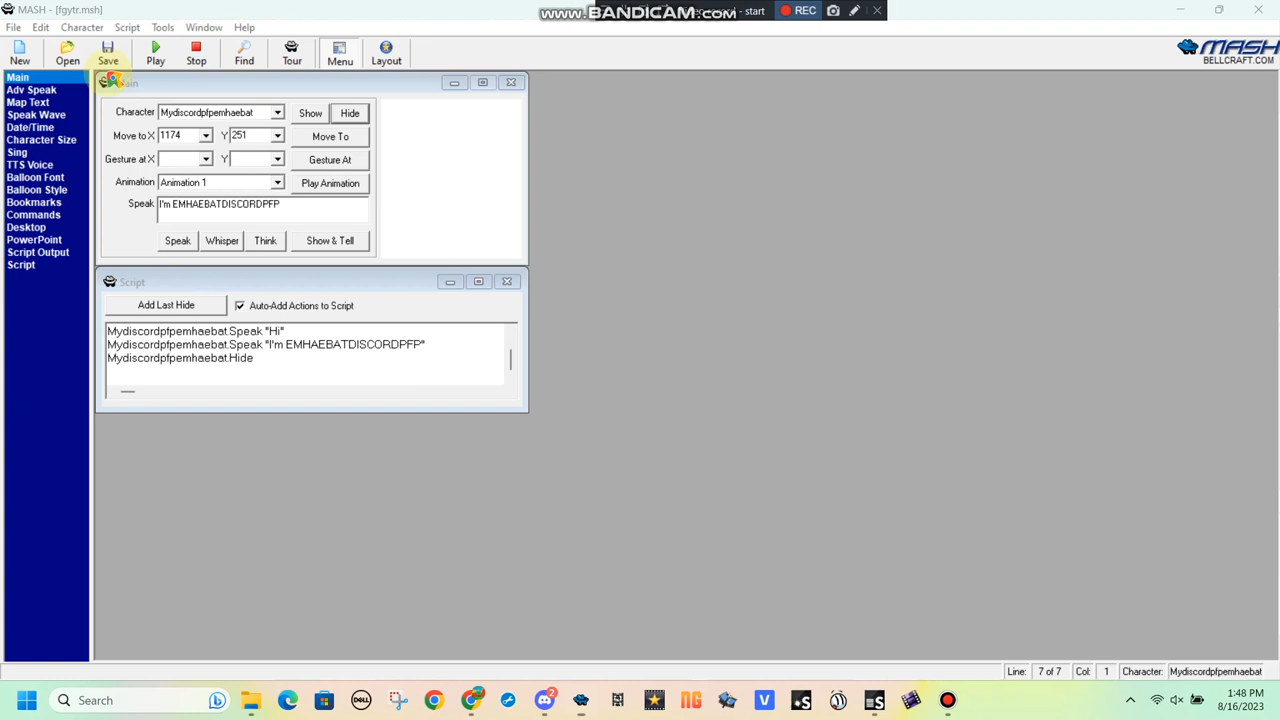 MASH - [fgytr.msh]
www.BANDICAM.com - start
REC
File Edit Character Script Tools Window Help
New Open Save Play Stop Find Tour Menu Layout
MASH
BELLCRAFT.COM
Main
Adv Speak
Map Text
Speak Wave
Date/Time
Character Size
Sing
TTS Voice
Balloon Font
Balloon Style
Bookmarks
Commands
Desktop
PowerPoint
Script Output
Script
Character Mydiscordpfpemhaebat Show Hide
Move to X 1174 Y 251 Move To
Gesture at X Y Gesture At
Animation Animation 1 Play Animation
Speak I'm EMHAEBATDISCORDPFP
Speak Whisper Think Show & Tell
Script
Add Last Hide Auto-Add Actions to Script
Mydiscordpfpemhaebat.Speak "Hi"
Mydiscordpfpemhaebat.Speak "I'm EMHAEBATDISCORDPFP"
Mydiscordpfpemhaebat.Hide
Line: 7 of 7 Col: 1 Character: Mydiscordpfpemhaebat
Search
DELL
2
NG
V
S
S
1:48 PM
8/16/2023